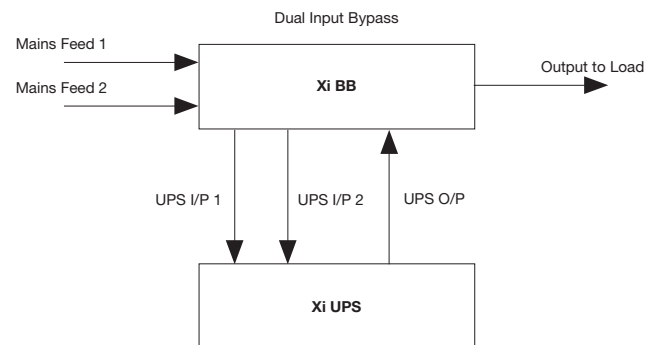 Dual Input Bypass
Mains Feed 1
Mains Feed 2
Xi BB
Output to Load
UPS I/P 1
UPS I/P 2
UPS O/P
Xi UPS